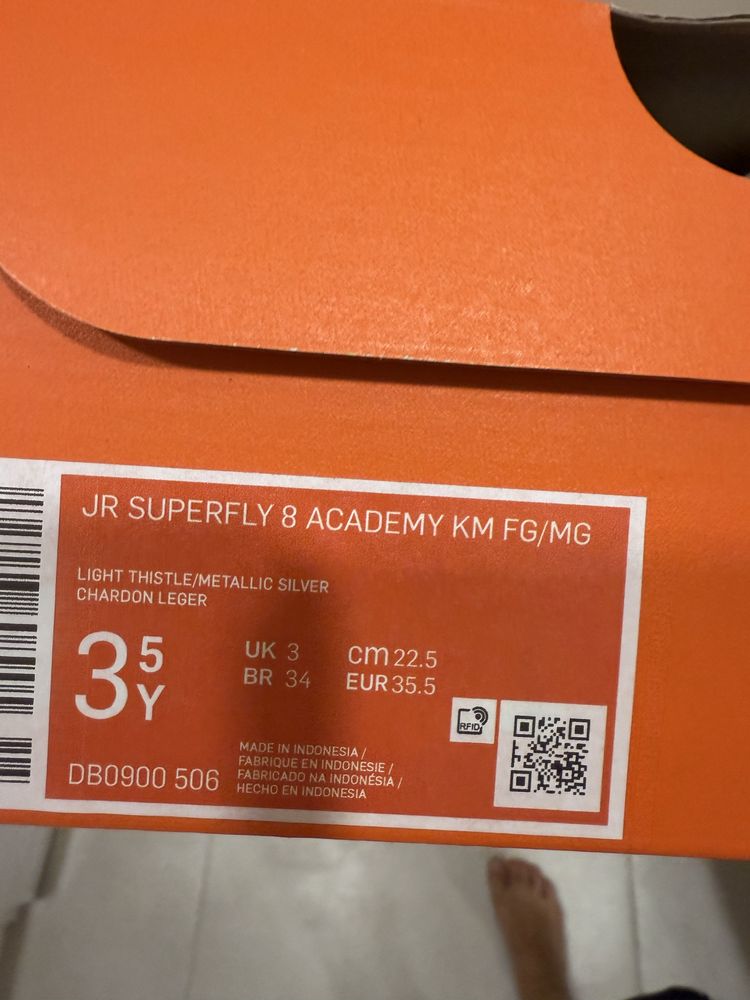 JR SUPERFLY 8 ACADEMY KM FG/MG
LIGHT THISTLE/METALLIC SILVER
CHARDON LEGER
3 5 Y
UK 3 cm 22.5
BR 34 EUR 35.5
RFID
DB0900 506
MADE IN INDONESIA /
FABRIQUE EN INDONESIE /
FABRICADO NA INDONÉSIA /
HECHO EN INDONESIA